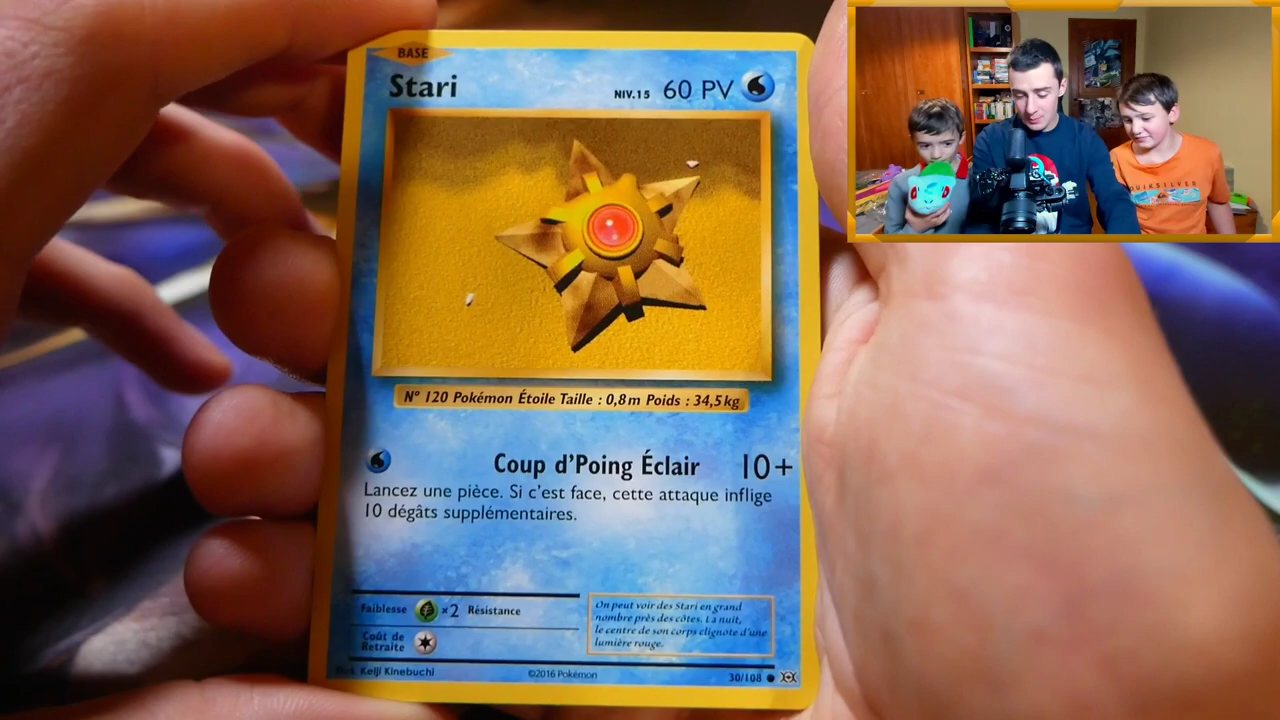 BASE
Stari
NIV.15 60 PV
N° 120 Pokémon Étoile Taille : 0,8m Poids : 34,5kg
Coup d'Poing Éclair 10+
Lancez une pièce. Si c'est face, cette attaque inflige
10 dégâts supplémentaires.
Faiblesse ×2 Résistance
Coût de
Retraite
On peut voir des Stari en grand
nombre près des côtes. La nuit,
le centre de son corps clignote d'une
lumière rouge.
Illus. Keiji Kinebuchi
©2016 Pokémon
30/108
QUIKSILVER